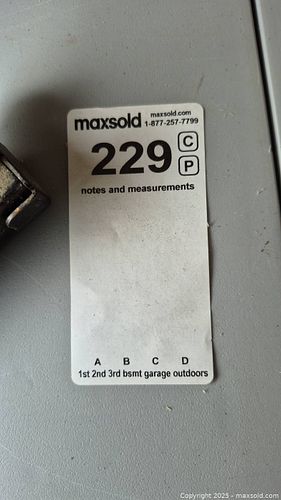 maxsold maxsold.com
1-877-257-7799
229 C
P
notes and measurements
A B C D
1st 2nd 3rd bsmt garage outdoors
Copyright 2025 - maxsold.com